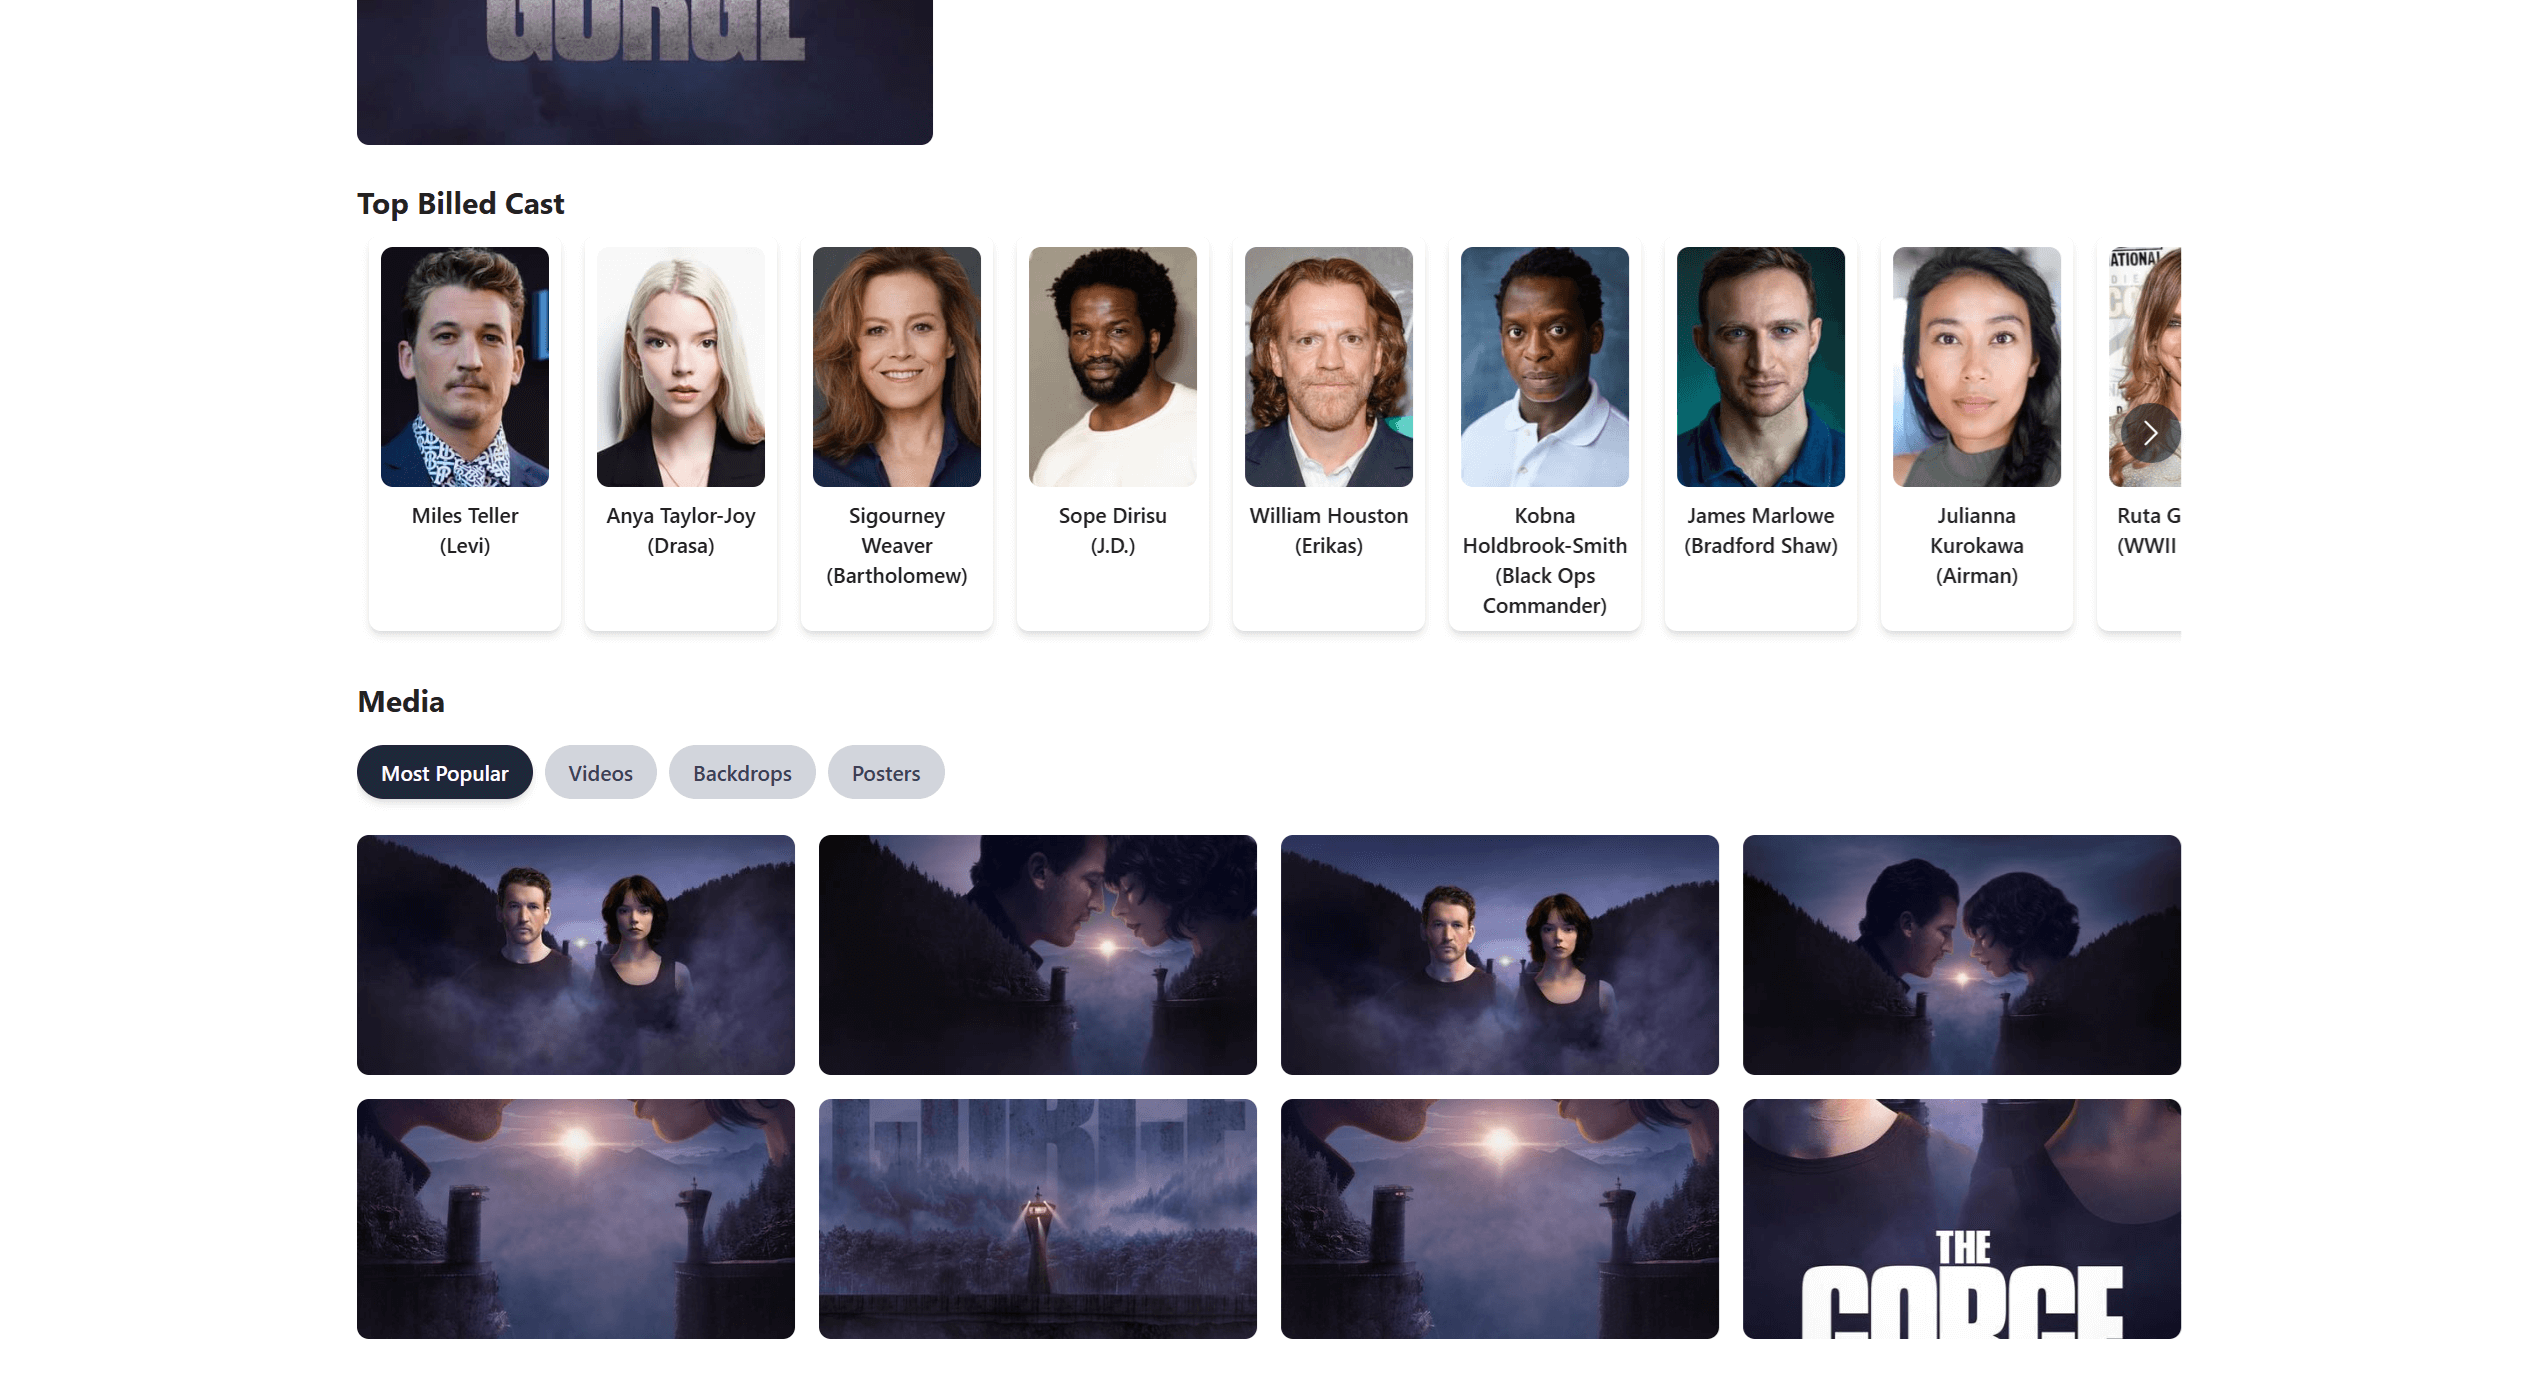 GORGE
Top Billed Cast
ATIONAL
Miles Teller
(Levi)
Anya Taylor-Joy
(Drasa)
Sigourney
Weaver
(Bartholomew)
Sope Dirisu
(J.D.)
William Houston
(Erikas)
Kobna
Holdbrook-Smith
(Black Ops
Commander)
James Marlowe
(Bradford Shaw)
Julianna
Kurokawa
(Airman)
Ruta G
(WWII
Media
Most Popular
Videos
Backdrops
Posters
GORGE
THE
GORGE